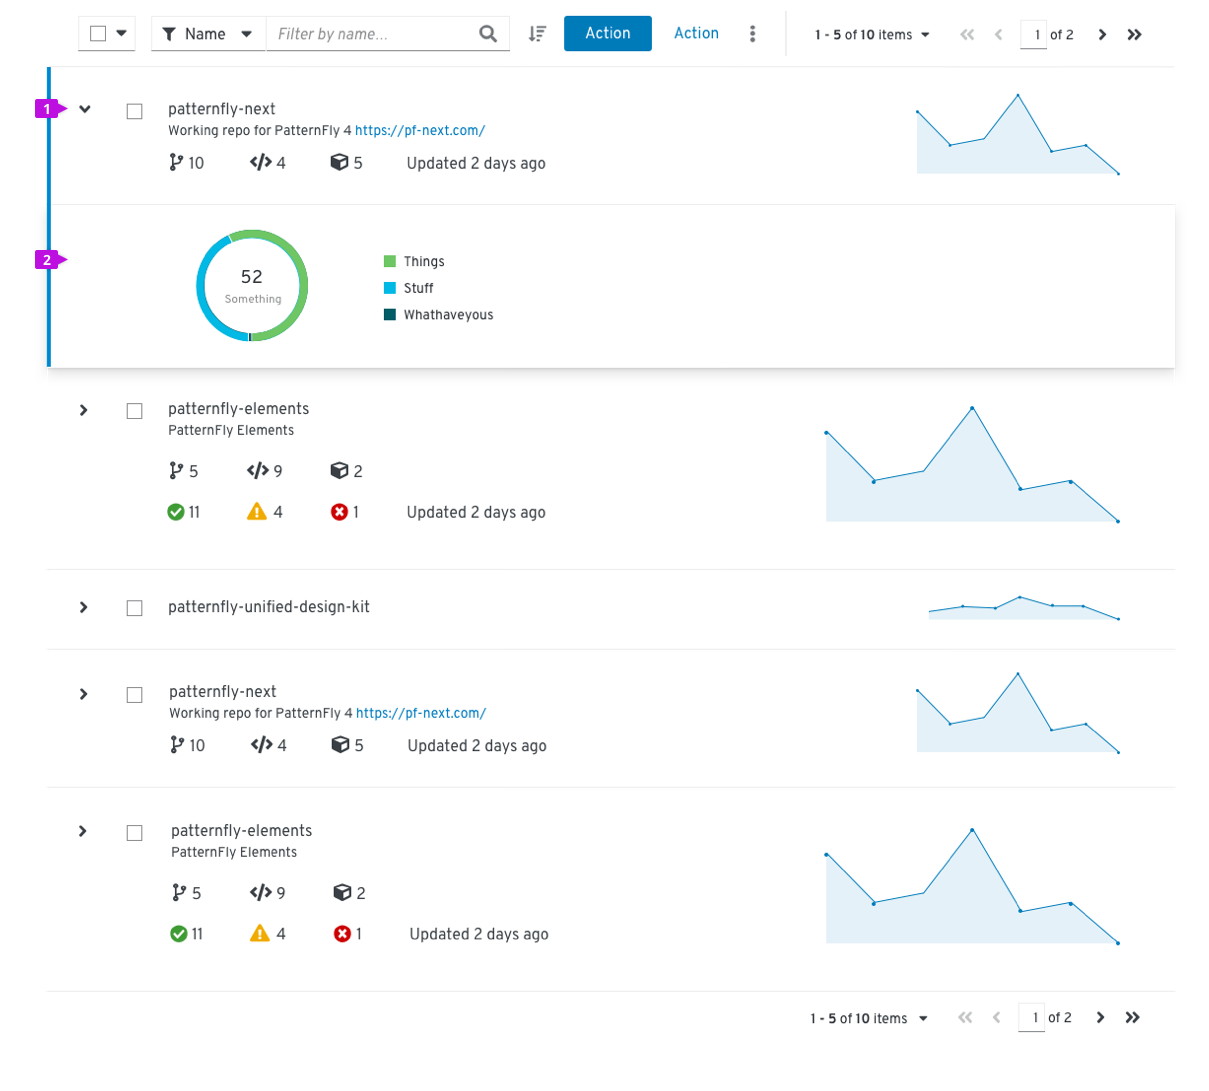 Name Filter by name... Action Action 1 - 5 of 10 items 1 of 2
1
patternfly-next
Working repo for PatternFly 4 https://pf-next.com/
10 4 5 Updated 2 days ago
2
52
Something
Things
Stuff
Whathaveyous
patternfly-elements
PatternFly Elements
5 9 2
11 4 1 Updated 2 days ago
patternfly-unified-design-kit
patternfly-next
Working repo for PatternFly 4 https://pf-next.com/
10 4 5 Updated 2 days ago
patternfly-elements
PatternFly Elements
5 9 2
11 4 1 Updated 2 days ago
1 - 5 of 10 items 1 of 2